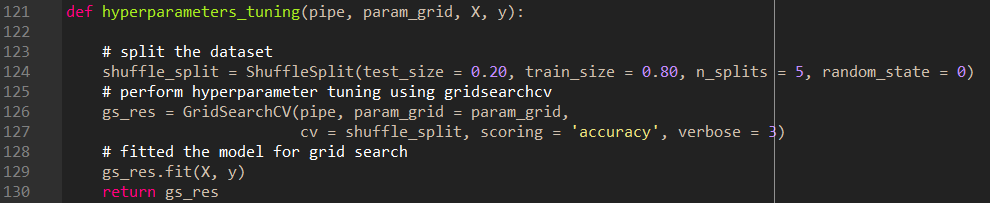 121 def hyperparameters_tuning(pipe, param_grid, X, y):
122
123 # split the dataset
124 shuffle_split = ShuffleSplit(test_size = 0.20, train_size = 0.80, n_splits = 5, random_state = 0)
125 # perform hyperparameter tuning using gridsearchcv
126 gs_res = GridSearchCV(pipe, param_grid = param_grid,
127 cv = shuffle_split, scoring = 'accuracy', verbose = 3)
128 # fitted the model for grid search
129 gs_res.fit(X, y)
130 return gs_res